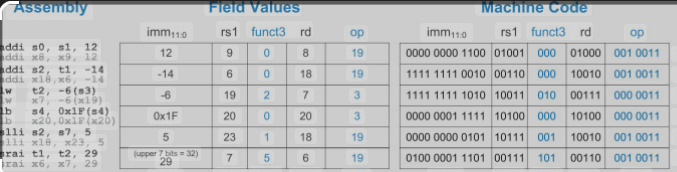 Assembly Field Values Machine Code
imm11:0 rs1 funct3 rd op imm11:0 rs1 funct3 rd op
addi s0, s1, 12 12 9 0 8 19 0000 0000 1100 01001 000 01000 001 0011
addi x8, x9, 12
addi s2, t1, -14 -14 6 0 18 19 1111 1111 0010 00110 000 10010 001 0011
addi x18,x6, -14
lw t2, -6(s3) -6 19 2 7 3 1111 1111 1010 10011 010 00111 000 0011
lw x7, -6(x19)
lb s4, 0x1F(s4) 0x1F 20 0 20 3 0000 0001 1111 10100 000 10100 000 0011
lb x20,0x1F(x20)
slli s2, s7, 5 5 23 1 18 19 0000 0000 0101 10111 001 10010 001 0011
slli x18, x23, 5
srai t1, t2, 29 (upper 7 bits = 32) 29 7 5 6 19 0100 0001 1101 00111 101 00110 001 0011
srai x6, x7, 29